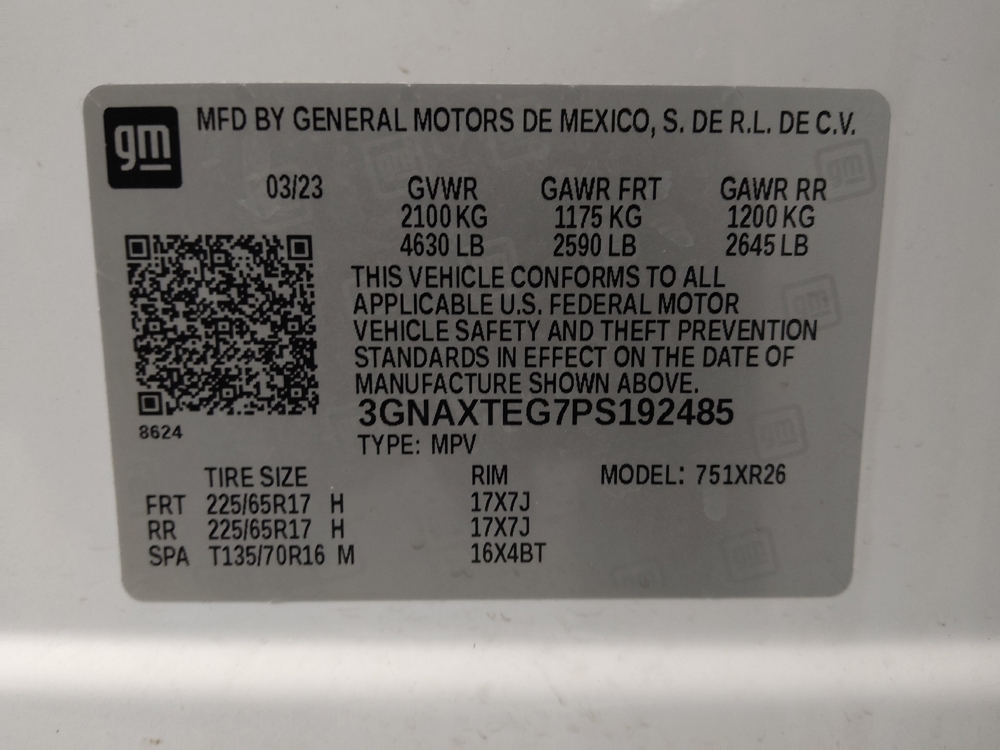 gm
MFD BY GENERAL MOTORS DE MEXICO, S. DE R.L. DE C.V.
03/23 GVWR GAWR FRT GAWR RR
2100 KG 1175 KG 1200 KG
4630 LB 2590 LB 2645 LB
THIS VEHICLE CONFORMS TO ALL
APPLICABLE U.S. FEDERAL MOTOR
VEHICLE SAFETY AND THEFT PREVENTION
STANDARDS IN EFFECT ON THE DATE OF
MANUFACTURE SHOWN ABOVE.
3GNAXTEG7PS192485
8624
TYPE: MPV
TIRE SIZE RIM MODEL: 751XR26
FRT 225/65R17 H 17X7J
RR 225/65R17 H 17X7J
SPA T135/70R16 M 16X4BT